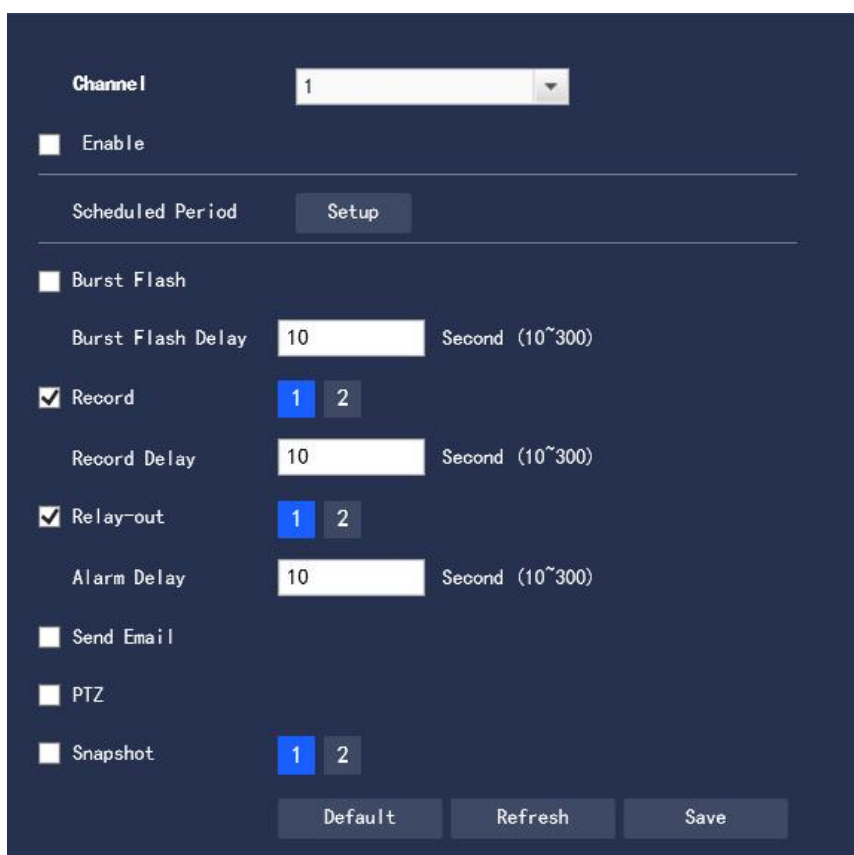 Channel 1
Enable
Scheduled Period Setup
Burst Flash
Burst Flash Delay 10 Second (10~300)
Record 1 2
Record Delay 10 Second (10~300)
Relay-out 1 2
Alarm Delay 10 Second (10~300)
Send Email
PTZ
Snapshot 1 2
Default Refresh Save